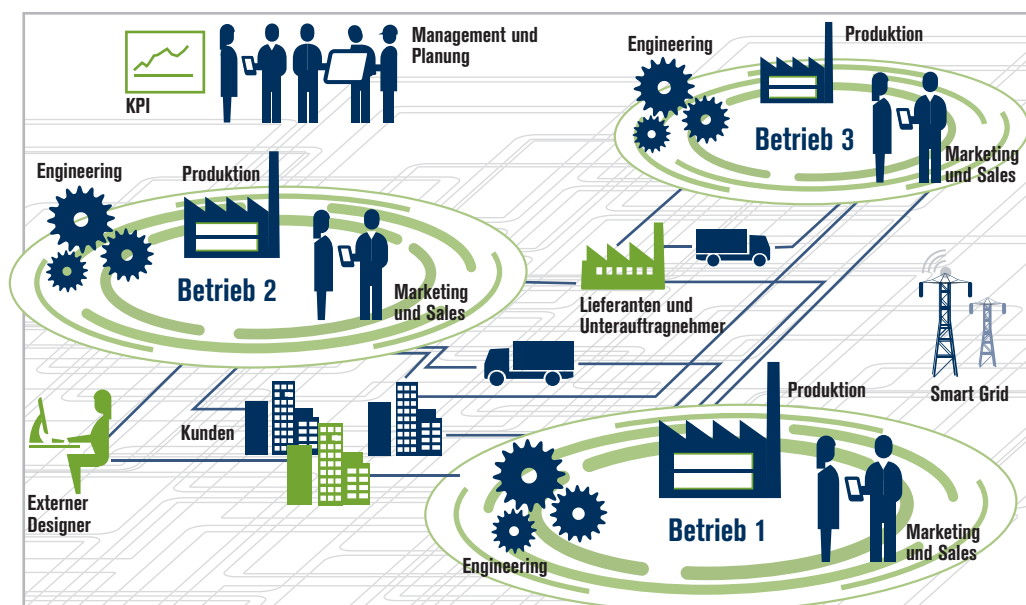 Management und
Planung
KPI
Engineering
Produktion
Betrieb 3
Marketing
und Sales
Engineering
Produktion
Betrieb 2
Marketing
und Sales
Lieferanten und
Unterauftragnehmer
Smart Grid
Kunden
Externer
Designer
Produktion
Betrieb 1
Engineering
Marketing
und Sales